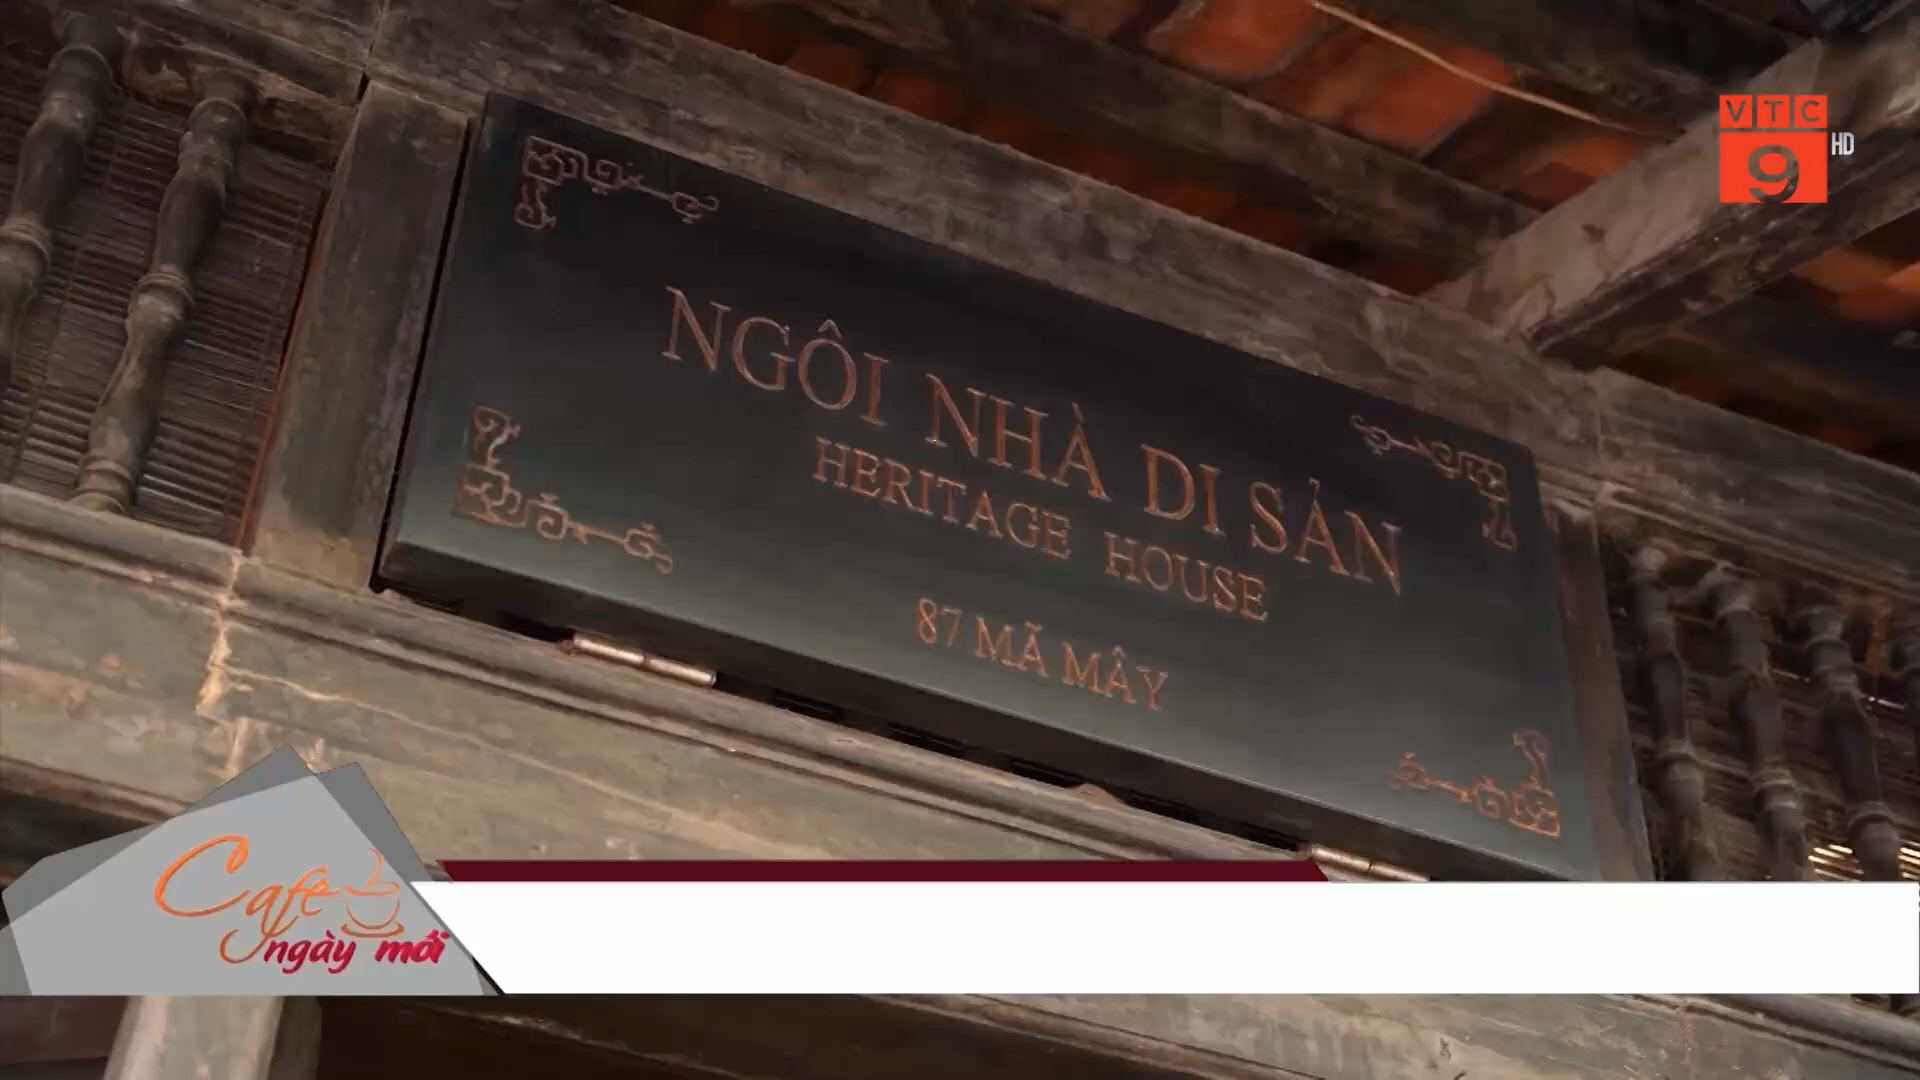 VTC
9
HD
NGÔI NHÀ DI SẢN
HERITAGE HOUSE
87 MÃ MÂY
Cafe
ngày mới